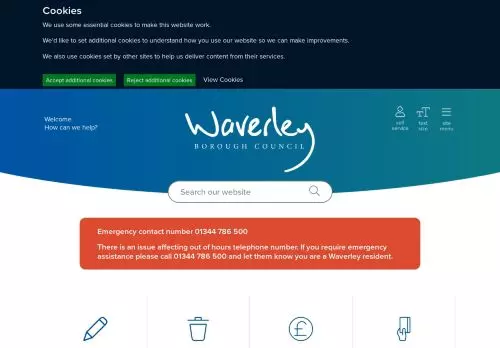 Cookies
We use some essential cookies to make this website work.
We'd like to set additional cookies to understand how you use our website so we can make improvements.
We also use cookies set by other sites to help us deliver content from their services.
Accept additional cookies Reject additional cookies View Cookies
Welcome
How can we help?
Waverley
BOROUGH COUNCIL
self service
text size
site menu
Search our website
Emergency contact number 01344 786 500
There is an issue affecting out of hours telephone number. If you require emergency
assistance please call 01344 786 500 and let them know you are a Waverley resident.